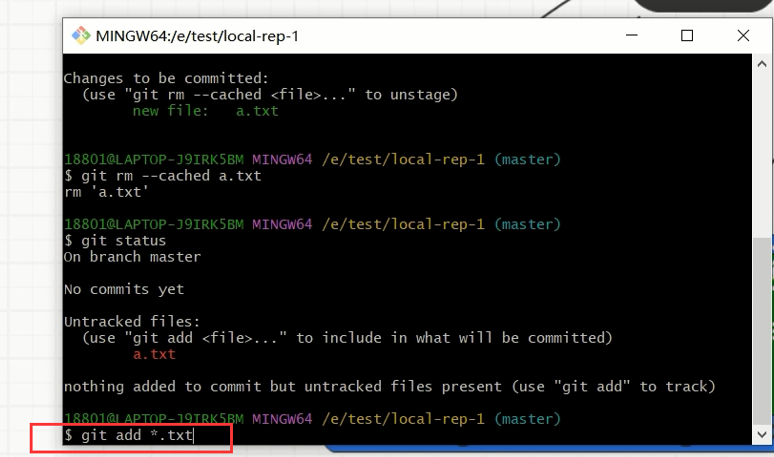 MINGW64:/e/test/local-rep-1
Changes to be committed:
(use "git rm --cached <file>..." to unstage)
new file: a.txt
18801@LAPTOP-J9IRK5BM MINGW64 /e/test/local-rep-1 (master)
$ git rm --cached a.txt
rm 'a.txt'
18801@LAPTOP-J9IRK5BM MINGW64 /e/test/local-rep-1 (master)
$ git status
On branch master
No commits yet
Untracked files:
(use "git add <file>..." to include in what will be committed)
a.txt
nothing added to commit but untracked files present (use "git add" to track)
18801@LAPTOP-J9IRK5BM MINGW64 /e/test/local-rep-1 (master)
$ git add *.txt